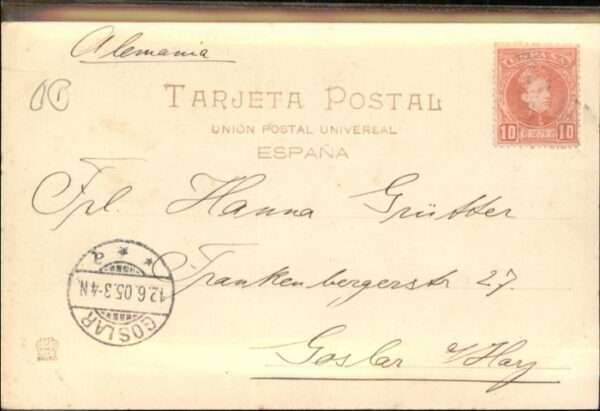 Alemania
TARJETA POSTAL
UNIÓN POSTAL UNIVERSAL
ESPAÑA
ESPAÑA
10 CENT. 10
Frl. Hanna Grütter
Frankenbergerstr 27.
Goslar a/Harz
GOSLAR
12.6.05.3-4N
* * a